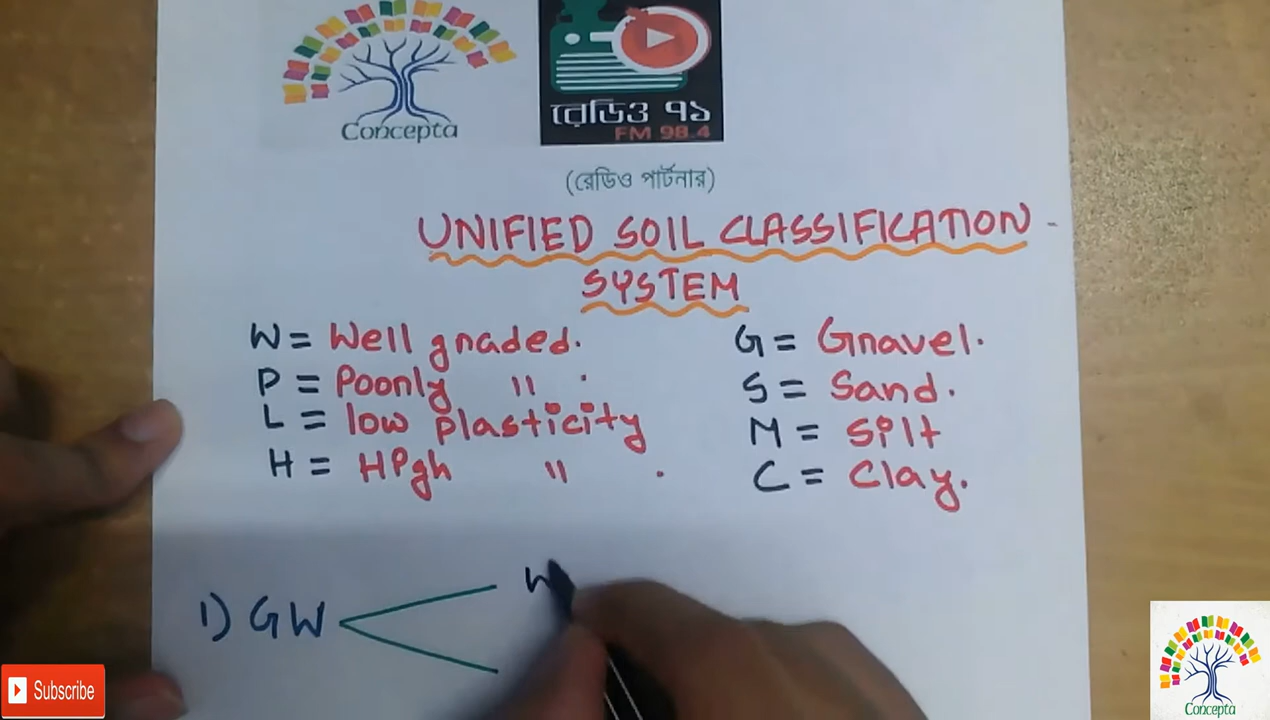 Concepta
রেডিও ৭১
FM 98.4
(রেডিও পার্টনার)
UNIFIED SOIL CLASSIFICATION -
SYSTEM
W = Well gnaded.
P = Poonly " .
L = low plasticity
H = HPgh " .
G = Gnavel.
S = Sand.
M = Silt
C = Clay.
1) GW
W
Subscribe
Concepta